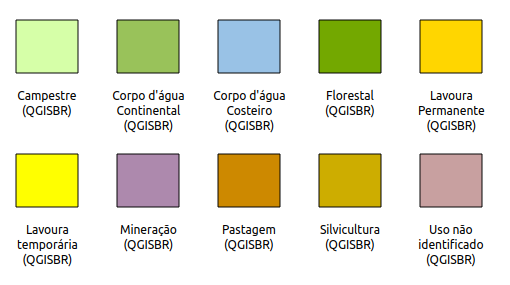 Campestre
(QGISBR)
Corpo d'água
Continental
(QGISBR)
Corpo d'água
Costeiro
(QGISBR)
Florestal
(QGISBR)
Lavoura
Permanente
(QGISBR)
Lavoura
temporária
(QGISBR)
Mineração
(QGISBR)
Pastagem
(QGISBR)
Silvicultura
(QGISBR)
Uso não
identificado
(QGISBR)